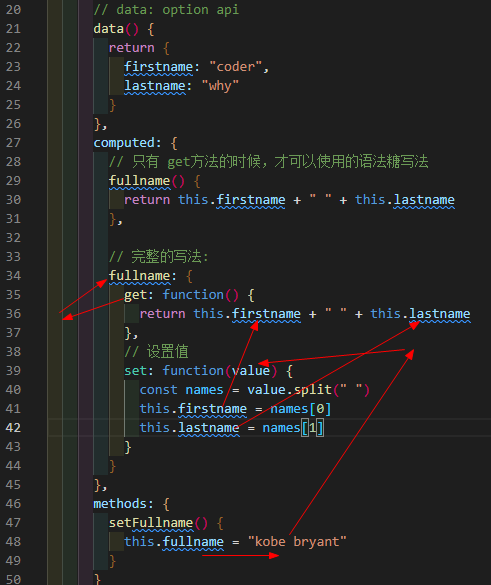 20 // data: option api
21 data() {
22 return {
23 firstname: "coder",
24 lastname: "why"
25 }
26 },
27 computed: {
28 // 只有 get方法的时候，才可以使用的语法糖写法
29 fullname() {
30 return this.firstname + " " + this.lastname
31 },
32
33 // 完整的写法:
34 fullname: {
35 get: function() {
36 return this.firstname + " " + this.lastname
37 },
38 // 设置值
39 set: function(value) {
40 const names = value.split(" ")
41 this.firstname = names[0]
42 this.lastname = names[1]
43 }
44 }
45 },
46 methods: {
47 setFullname() {
48 this.fullname = "kobe bryant"
49 }
50 }